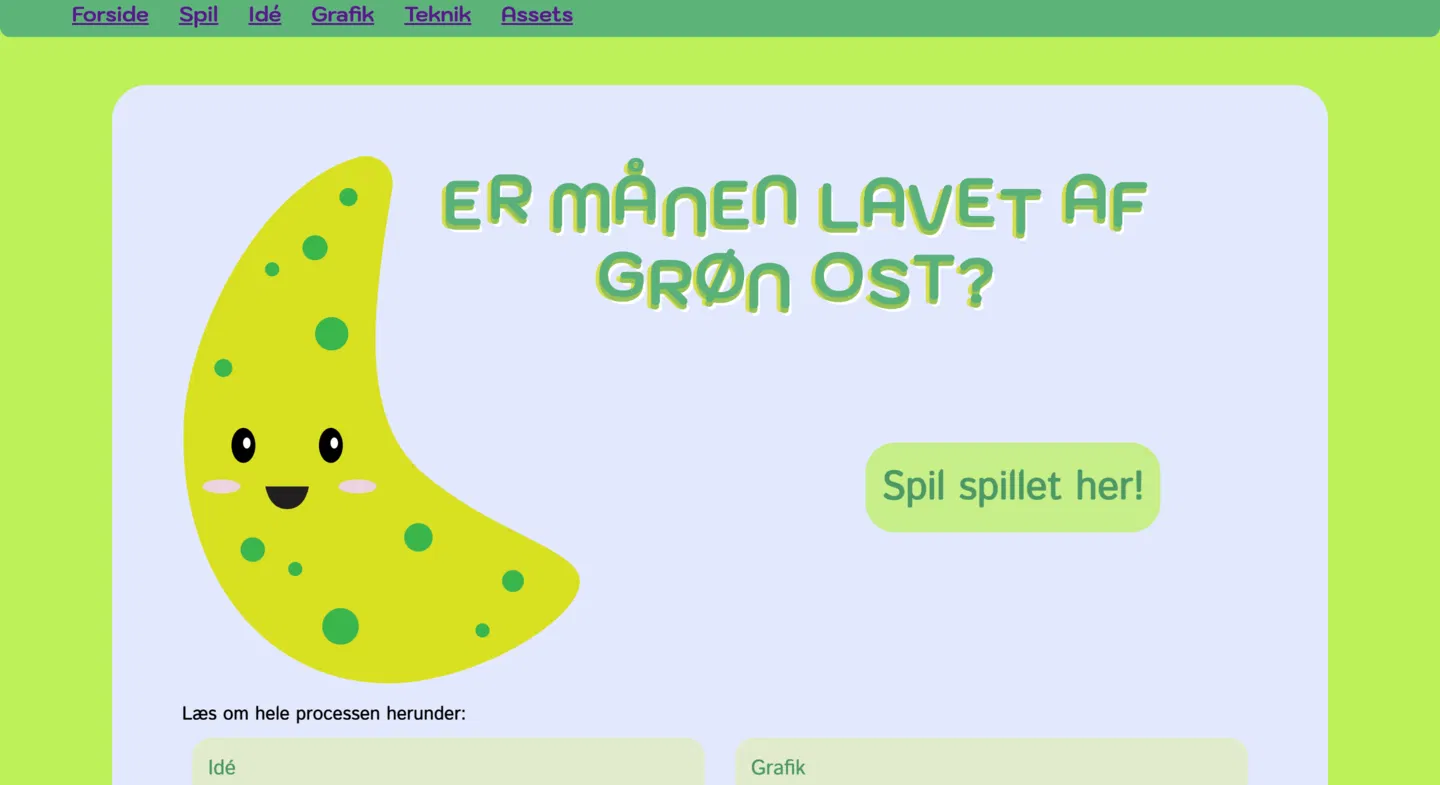 Forside Spil Idé Grafik Teknik Assets
ER MÅNEN LAVET AF
GRØN OST?
Spil spillet her!
Læs om hele processen herunder:
Idé
Grafik